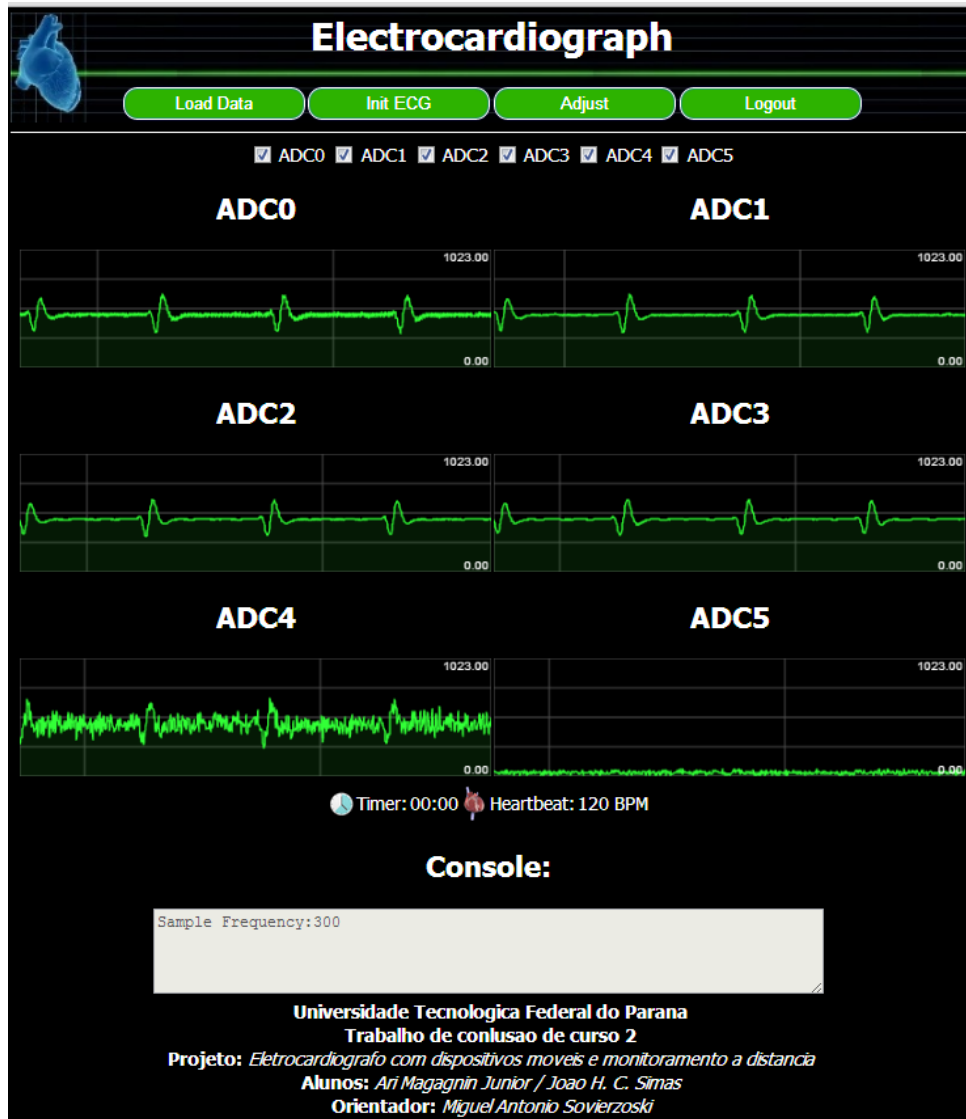 Electrocardiograph
Load Data Init ECG Adjust Logout
ADC0 ADC1 ADC2 ADC3 ADC4 ADC5
ADC0 ADC1
1023.00 1023.00
0.00 0.00
ADC2 ADC3
1023.00 1023.00
0.00 0.00
ADC4 ADC5
1023.00 1023.00
0.00 0.00
Timer: 00:00 Heartbeat: 120 BPM
Console:
Sample Frequency:300
Universidade Tecnologica Federal do Parana
Trabalho de conlusao de curso 2
Projeto: Eletrocardiografo com dispositivos moveis e monitoramento a distancia
Alunos: Ari Magagnin Junior / Joao H. C. Simas
Orientador: Miguel Antonio Sovierzoski